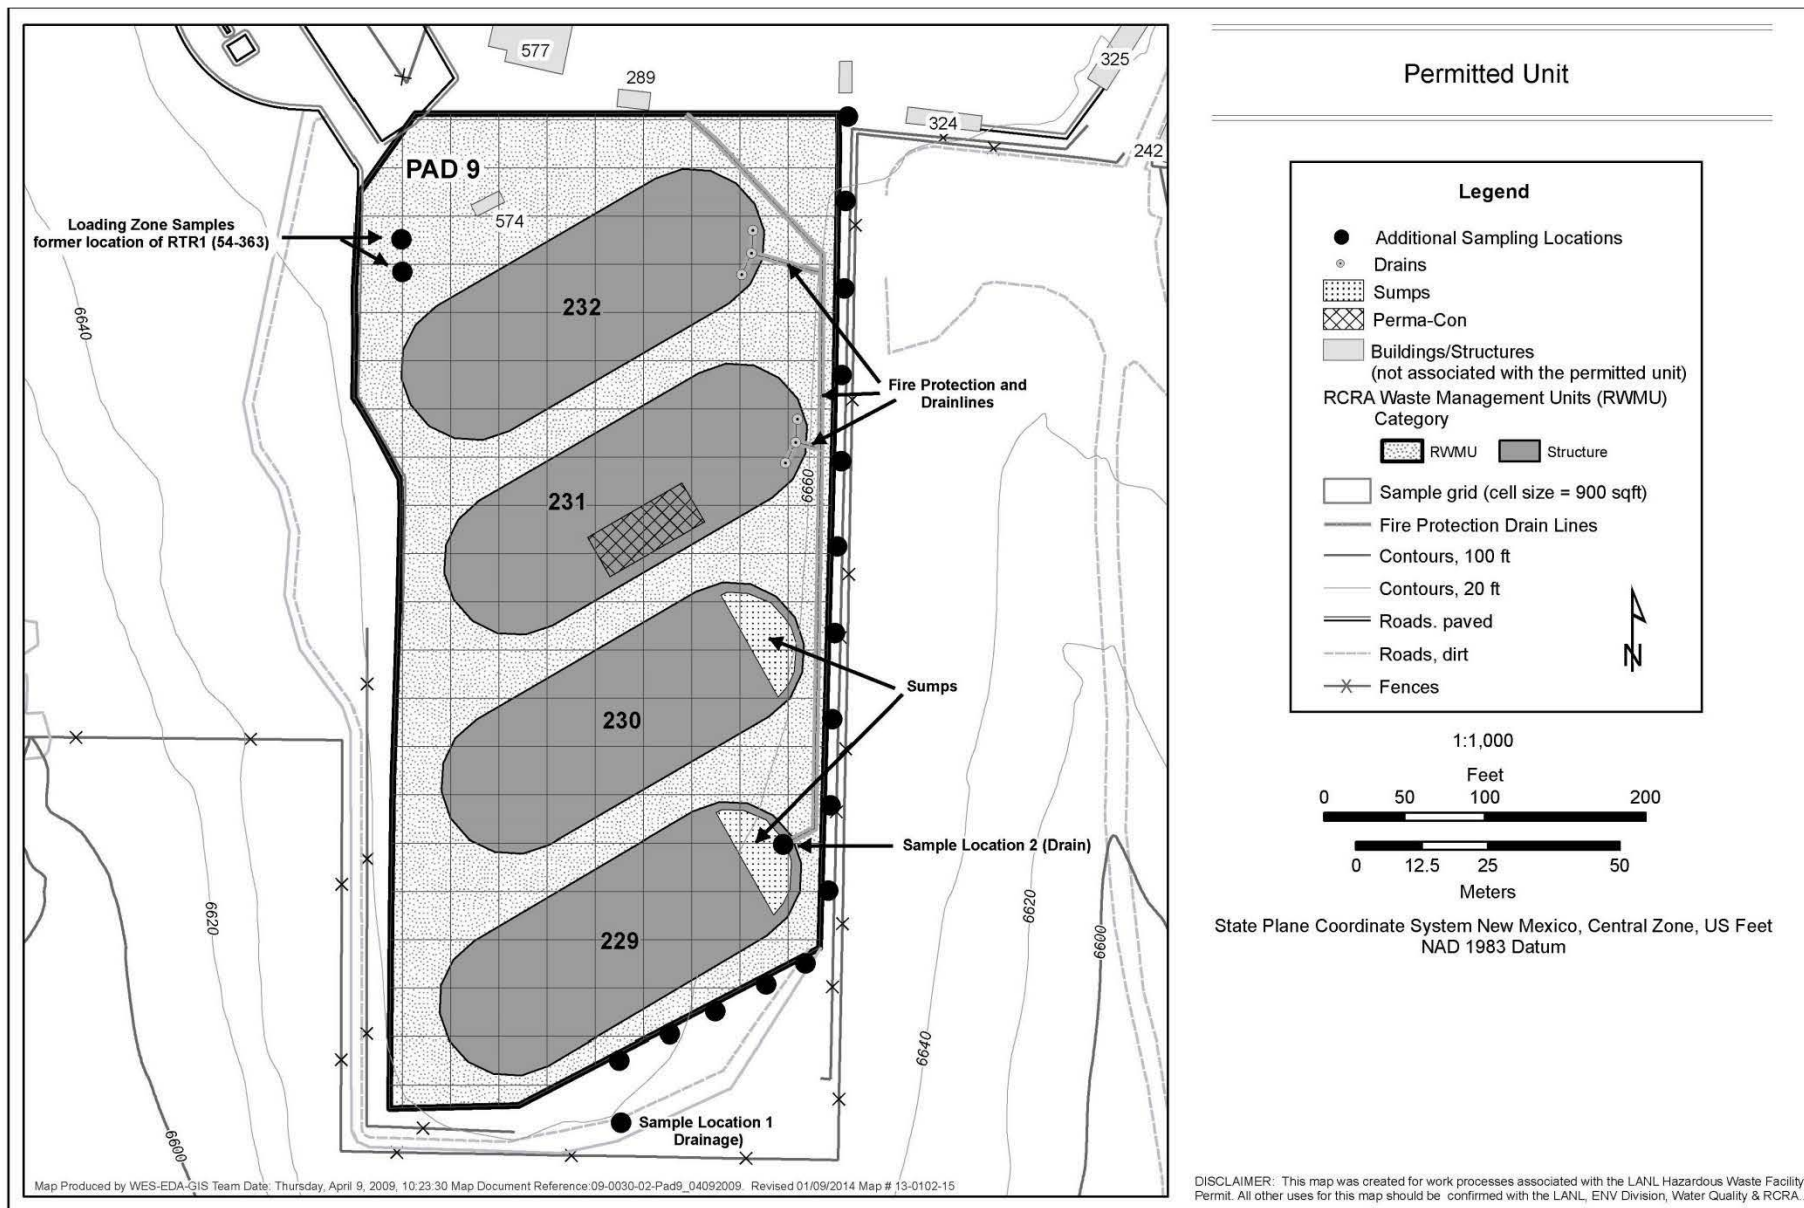 577
289
325
324
242
PAD 9
574
Loading Zone Samples
former location of RTR1 (54-363)
6640
232
Fire Protection and
Drainlines
231
6660
230
Sumps
229
Sample Location 2 (Drain)
6620
6640
6620
6600
6600
Sample Location 1
Drainage)
Map Produced by WES-EDA-GIS Team Date: Thursday, April 9, 2009, 10:23:30 Map Document Reference:09-0030-02-Pad9_04092009. Revised 01/09/2014 Map # 13-0102-15
Permitted Unit
Legend
Additional Sampling Locations
Drains
Sumps
Perma-Con
Buildings/Structures
(not associated with the permitted unit)
RCRA Waste Management Units (RWMU)
Category
RWMU Structure
Sample grid (cell size = 900 sqft)
Fire Protection Drain Lines
Contours, 100 ft
Contours, 20 ft
Roads. paved
Roads, dirt
Fences
N
1:1,000
Feet
0 50 100 200
0 12.5 25 50
Meters
State Plane Coordinate System New Mexico, Central Zone, US Feet
NAD 1983 Datum
DISCLAIMER: This map was created for work processes associated with the LANL Hazardous Waste Facility
Permit. All other uses for this map should be confirmed with the LANL, ENV Division, Water Quality & RCRA.